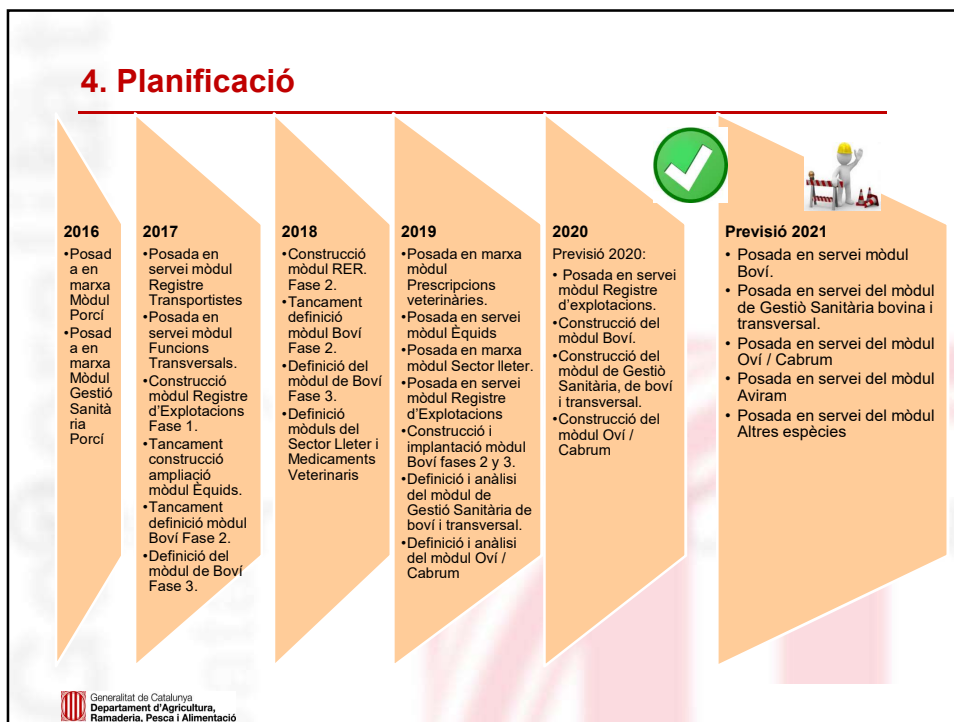 4. Planificació
2016
•Posad
a en
marxa
Mòdul
Porcí
•Posad
a en
marxa
Mòdul
Gestió
Sanità
ria
Porcí
2017
•Posada en
servei mòdul
Registre
Transportistes
•Posada en
servei mòdul
Funcions
Transversals.
•Construcció
mòdul Registre
d’Explotacions
Fase 1.
•Tancament
construcció
ampliació
mòdul Èquids.
•Tancament
definició mòdul
Boví Fase 2.
•Definició del
mòdul de Boví
Fase 3.
2018
•Construcció
mòdul RER.
Fase 2.
•Tancament
definició
mòdul Boví
Fase 2.
•Definició del
mòdul de Boví
Fase 3.
•Definició
mòduls del
Sector Lleter i
Medicaments
Veterinaris
2019
•Posada en marxa
mòdul
Prescripcions
veterinàries.
•Posada en servei
mòdul Èquids
•Posada en marxa
mòdul Sector lleter.
•Posada en servei
mòdul Registre
d’Explotacions
•Construcció i
implantació mòdul
Boví fases 2 y 3.
•Definició i anàlisi
del mòdul de
Gestió Sanitària de
boví i transversal.
•Definició i anàlisi
del mòdul Oví /
Cabrum
2020
Previsió 2020:
• Posada en servei
mòdul Registre
d’explotacions.
•Construcció del
mòdul Boví.
•Construcció del
mòdul de Gestiò
Sanitària, de boví
i transversal.
•Construcció del
mòdul Oví /
Cabrum
Previsió 2021
• Posada en servei mòdul
Boví.
• Posada en servei del mòdul
de Gestiò Sanitària bovina i
transversal.
• Posada en servei del mòdul
Oví / Cabrum
• Posada en servei del mòdul
Aviram
• Posada en servei del mòdul
Altres espècies
Generalitat de Catalunya
Departament d’Agricultura,
Ramaderia, Pesca i Alimentació